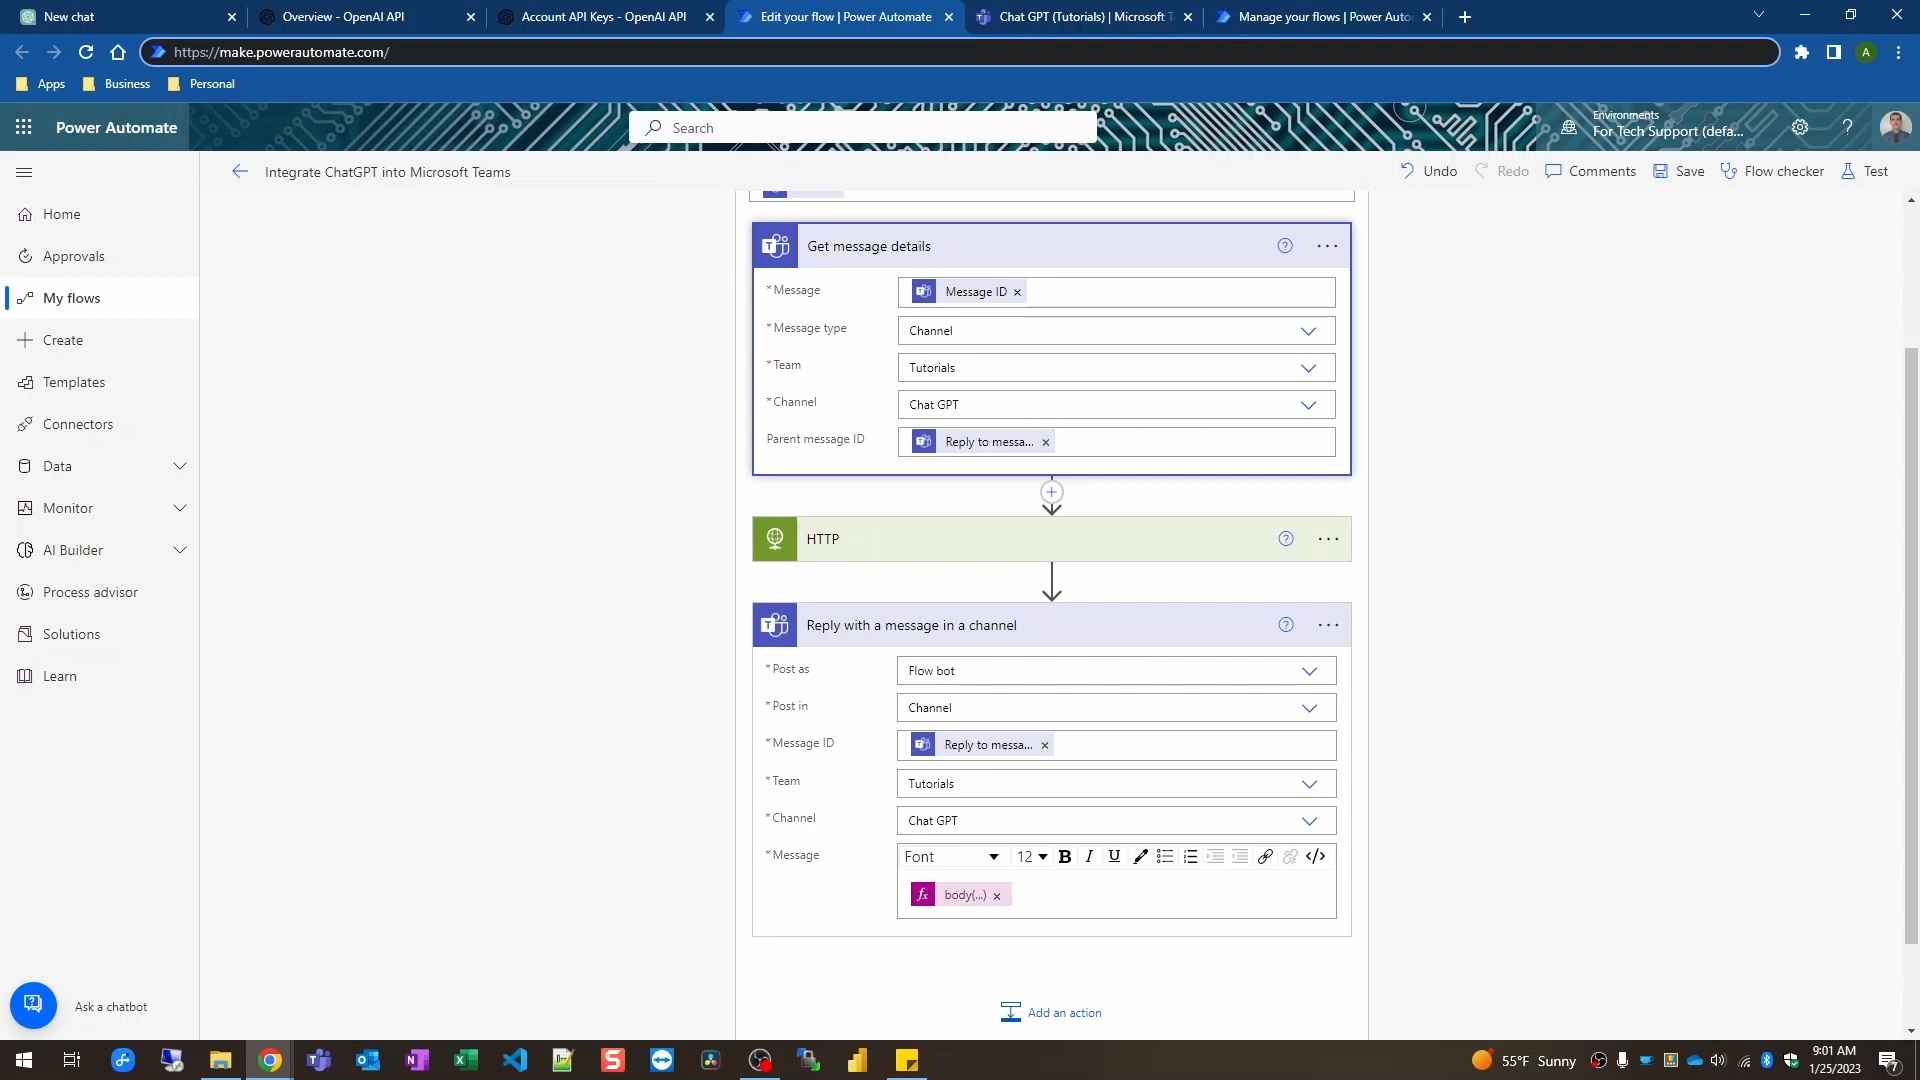 New chat
Overview - OpenAI API
Account API Keys - OpenAI API
Edit your flow | Power Automate
Chat GPT (Tutorials) | Microsoft T
Manage your flows | Power Auto
https://make.powerautomate.com/
A
Apps
Business
Personal
Power Automate
Search
Environments
For Tech Support (defa...
Integrate ChatGPT into Microsoft Teams
Undo
Redo
Comments
Save
Flow checker
Test
Home
Approvals
My flows
Create
Templates
Connectors
Data
Monitor
AI Builder
Process advisor
Solutions
Learn
Ask a chatbot
Get message details
* Message
Message ID
* Message type
Channel
* Team
Tutorials
* Channel
Chat GPT
Parent message ID
Reply to messa...
HTTP
Reply with a message in a channel
* Post as
Flow bot
* Post in
Channel
* Message ID
Reply to messa...
* Team
Tutorials
* Channel
Chat GPT
* Message
Font
12
B I U </>
fx body(...)
Add an action
55°F Sunny
9:01 AM
1/25/2023
7